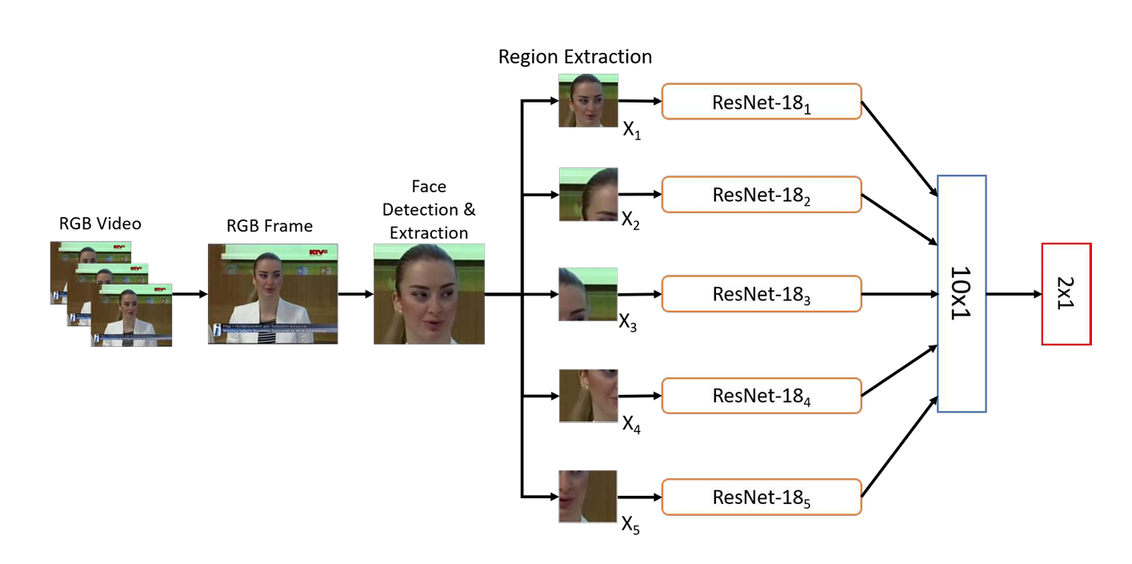 Region Extraction
X1
ResNet-181
Face
Detection &
Extraction
X2
ResNet-182
RGB Video
RGB Frame
KTV
X3
ResNet-183
10x1
2x1
X4
ResNet-184
X5
ResNet-185